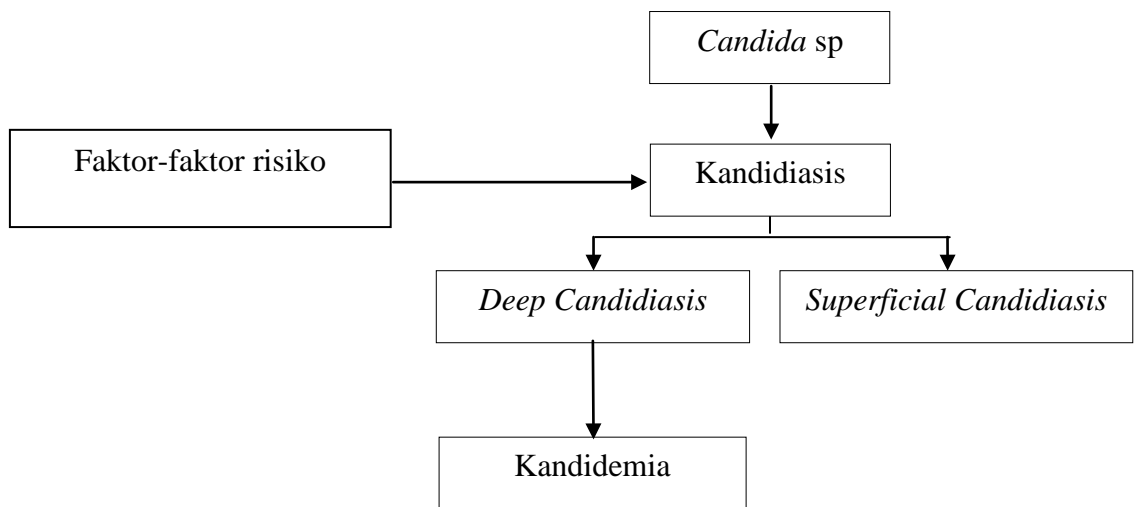 Candida sp
Faktor-faktor risiko
Kandidiasis
Deep Candidiasis
Superficial Candidiasis
Kandidemia